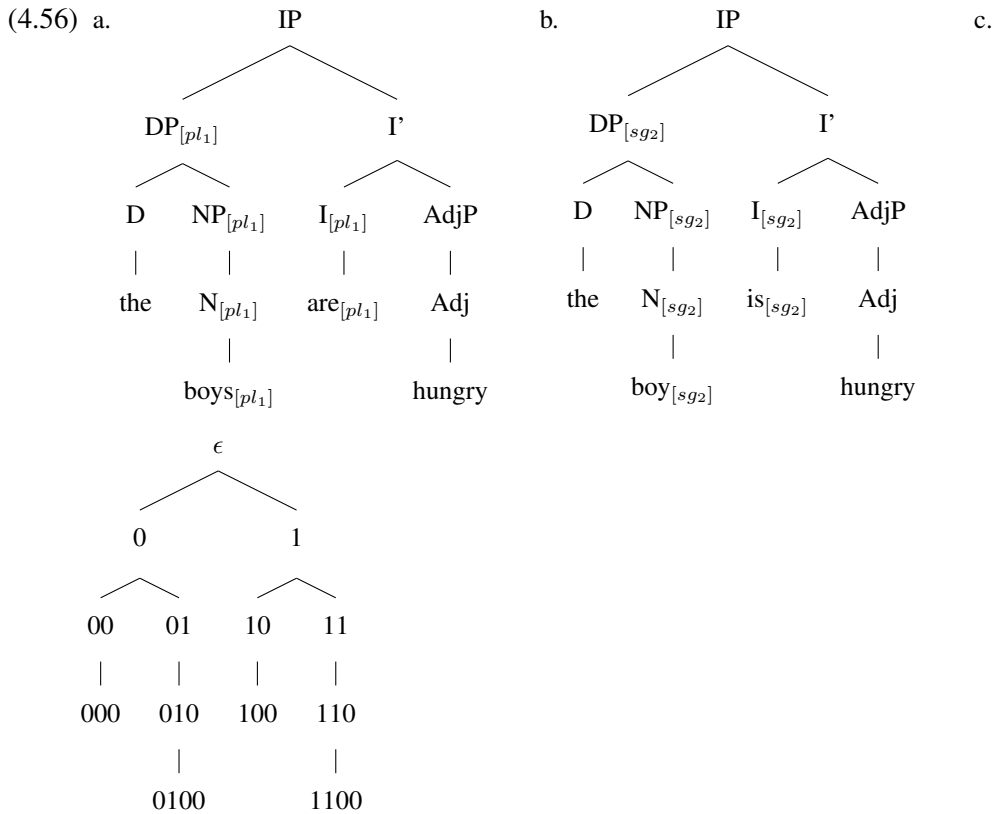 (4.56) a. IP b. IP c.
DP[pl₁] I' DP[sg₂] I'
D NP[pl₁] I[pl₁] AdjP D NP[sg₂] I[sg₂] AdjP
the N[pl₁] are[pl₁] Adj the N[sg₂] is[sg₂] Adj
boys[pl₁] hungry boy[sg₂] hungry
ϵ
0 1
00 01 10 11
000 010 100 110
0100 1100